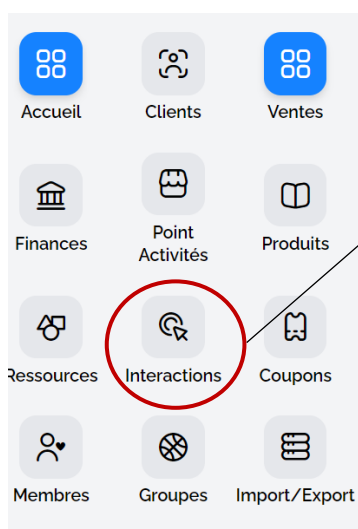 Accueil Clients Ventes
Finances Point Activités Produits
Ressources Interactions Coupons
Membres Groupes Import/Export